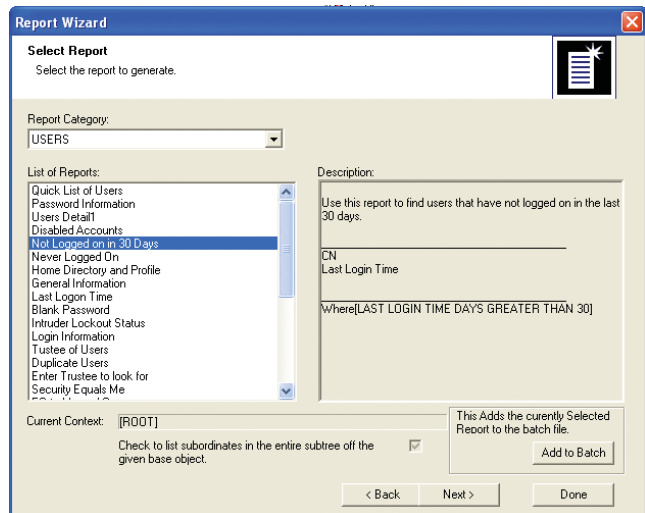 Report Wizard
Select Report
Select the report to generate.
Report Category:
USERS
List of Reports:
Quick List of Users
Password Information
Users Detail1
Disabled Accounts
Not Logged on in 30 Days
Never Logged On
Home Directory and Profile
General Information
Last Logon Time
Blank Password
Intruder Lockout Status
Login Information
Tustee of Users
Duplicate Users
Enter Trustee to look for
Security Equals Me
Description:
Use this report to find users that have not logged on in the last
30 days.
CN
Last Login Time
Where[LAST LOGIN TIME DAYS GREATER THAN 30]
Current Context:
[ROOT]
Check to list subordinates in the entire subtree off the
given base object.
This Adds the curently Selected
Report to the batch file.
Add to Batch
< Back
Next >
Done